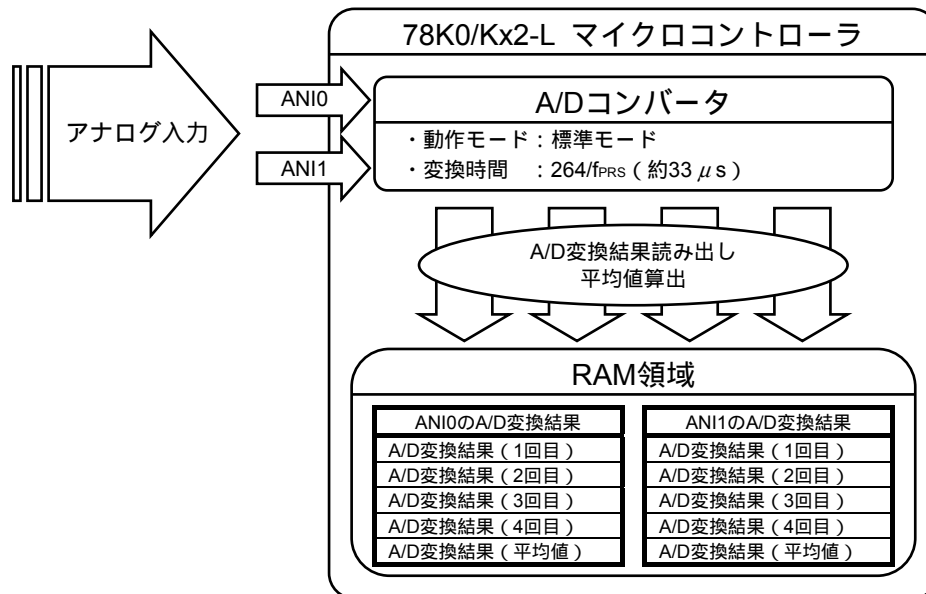 78K0/Kx2-L マイクロコントローラ
アナログ入力
ANI0
ANI1
A/Dコンバータ
・動作モード：標準モード
・変換時間　：264/fPRS（約33μs）
A/D変換結果読み出し
平均値算出
RAM領域
ANI0のA/D変換結果
A/D変換結果（1回目）
A/D変換結果（2回目）
A/D変換結果（3回目）
A/D変換結果（4回目）
A/D変換結果（平均値）
ANI1のA/D変換結果
A/D変換結果（1回目）
A/D変換結果（2回目）
A/D変換結果（3回目）
A/D変換結果（4回目）
A/D変換結果（平均値）